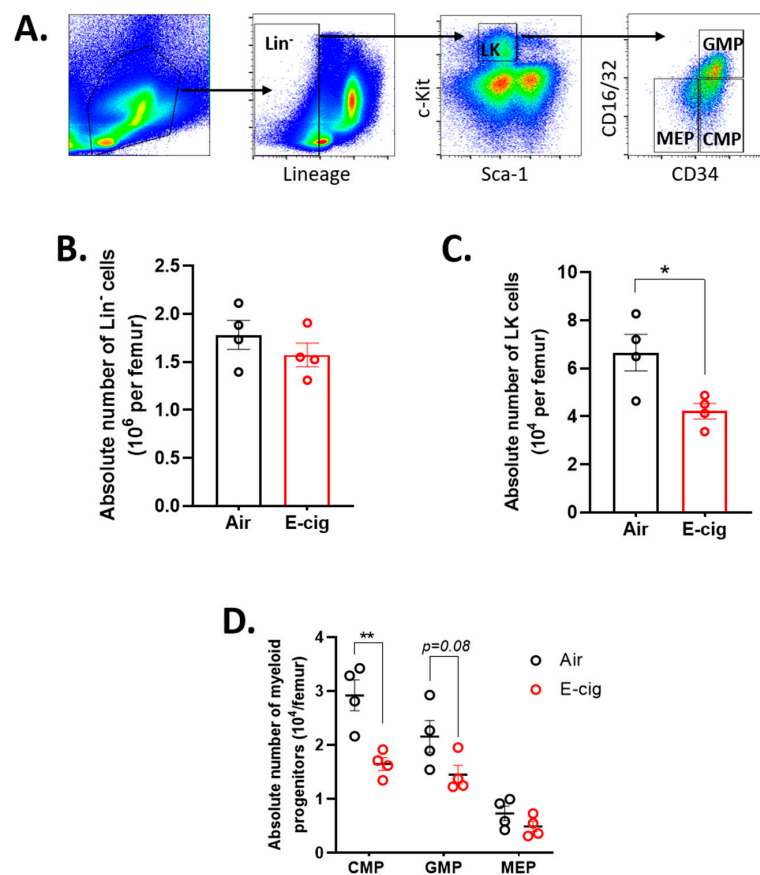 A.
Lin⁻
Lineage
LK
c-Kit
Sca-1
GMP
MEP
CMP
CD16/32
CD34
B.
Absolute number of Lin⁻ cells
(10⁶ per femur)
2.5
2.0
1.5
1.0
0.5
0.0
Air
E-cig
C.
Absolute number of LK cells
(10⁴ per femur)
10
8
6
4
2
0
*
Air
E-cig
D.
Absolute number of myeloid
progenitors (10⁴/femur)
4
3
2
1
0
**
p=0.08
Air
E-cig
CMP
GMP
MEP